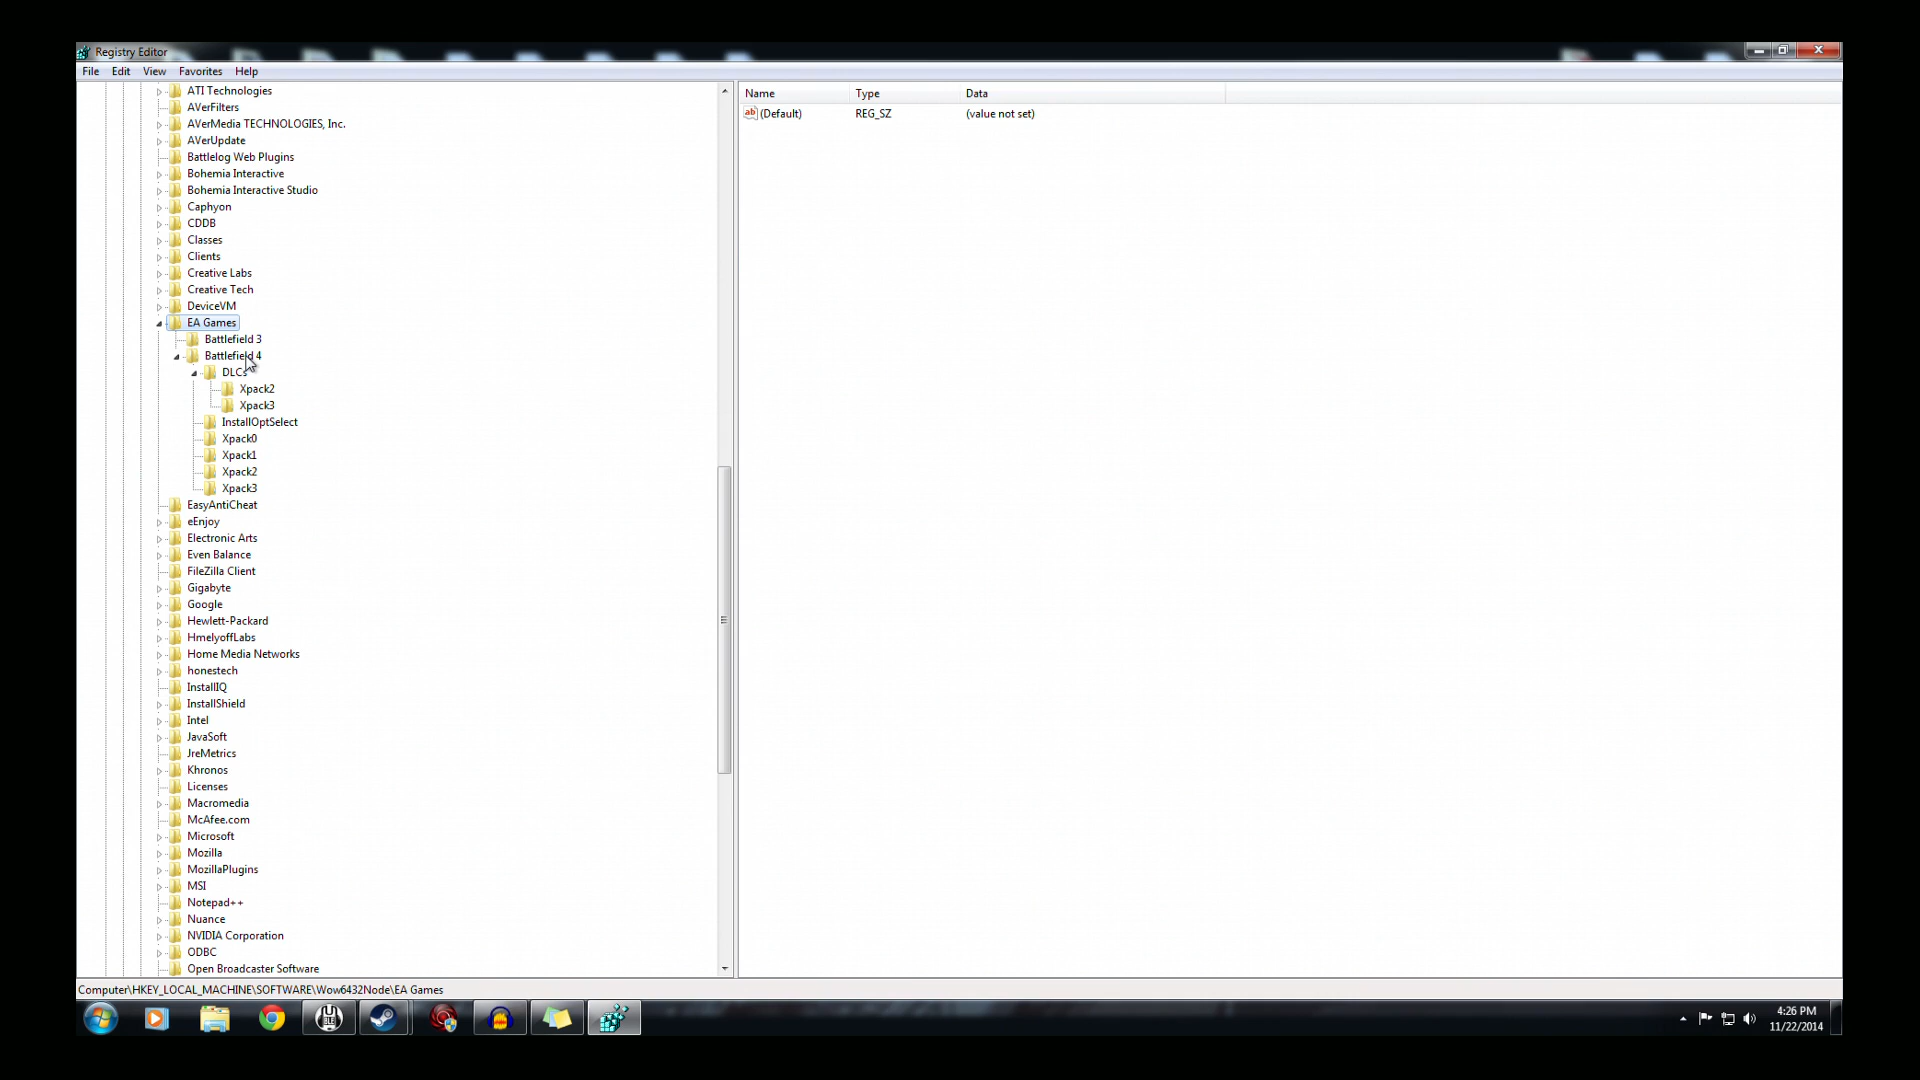 Registry Editor
File Edit View Favorites Help
ATI Technologies
AVerFilters
AVerMedia TECHNOLOGIES, Inc.
AVerUpdate
Battlelog Web Plugins
Bohemia Interactive
Bohemia Interactive Studio
Caphyon
CDDB
Classes
Clients
Creative Labs
Creative Tech
DeviceVM
EA Games
Battlefield 3
Battlefield 4
DLCs
Xpack2
Xpack3
InstallOptSelect
Xpack0
Xpack1
Xpack2
Xpack3
EasyAntiCheat
eEnjoy
Electronic Arts
Even Balance
FileZilla Client
Gigabyte
Google
Hewlett-Packard
HmelyoffLabs
Home Media Networks
honestech
InstallIQ
InstallShield
Intel
JavaSoft
JreMetrics
Khronos
Licenses
Macromedia
McAfee.com
Microsoft
Mozilla
MozillaPlugins
MSI
Notepad++
Nuance
NVIDIA Corporation
ODBC
Open Broadcaster Software
Name Type Data
ab (Default) REG_SZ (value not set)
Computer\HKEY_LOCAL_MACHINE\SOFTWARE\Wow6432Node\EA Games
4:26 PM
11/22/2014